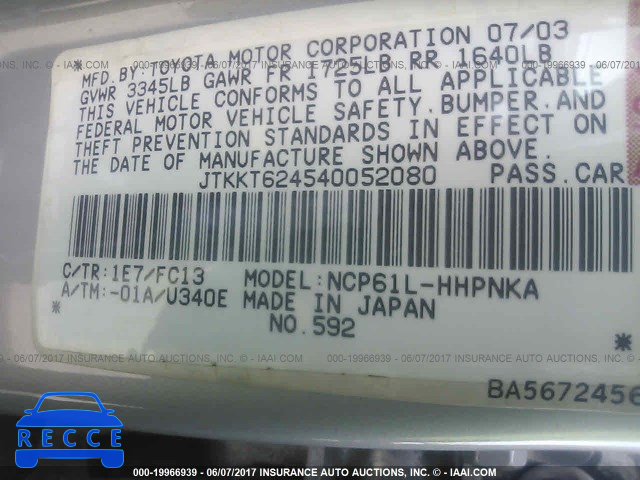 MFD.BY:TOYOTA MOTOR CORPORATION 07/03
GVWR 3345LB GAWR FR 1725LB RR 1640LB
THIS VEHICLE CONFORMS TO ALL APPLICABLE
FEDERAL MOTOR VEHICLE SAFETY.BUMPER.AND
THEFT PREVENTION STANDARDS IN EFFECT ON
THE DATE OF MANUFACTURE SHOWN ABOVE.
JTKKT624540052080 PASS.CAR
C/TR:1E7/FC13 MODEL:NCP61L-HHPNKA
A/TM:-01A/U340E MADE IN JAPAN
NO.592
BA5672456
RECCE
000-19966939 - 06/07/2017 INSURANCE AUTO AUCTIONS - © IAAI.COM